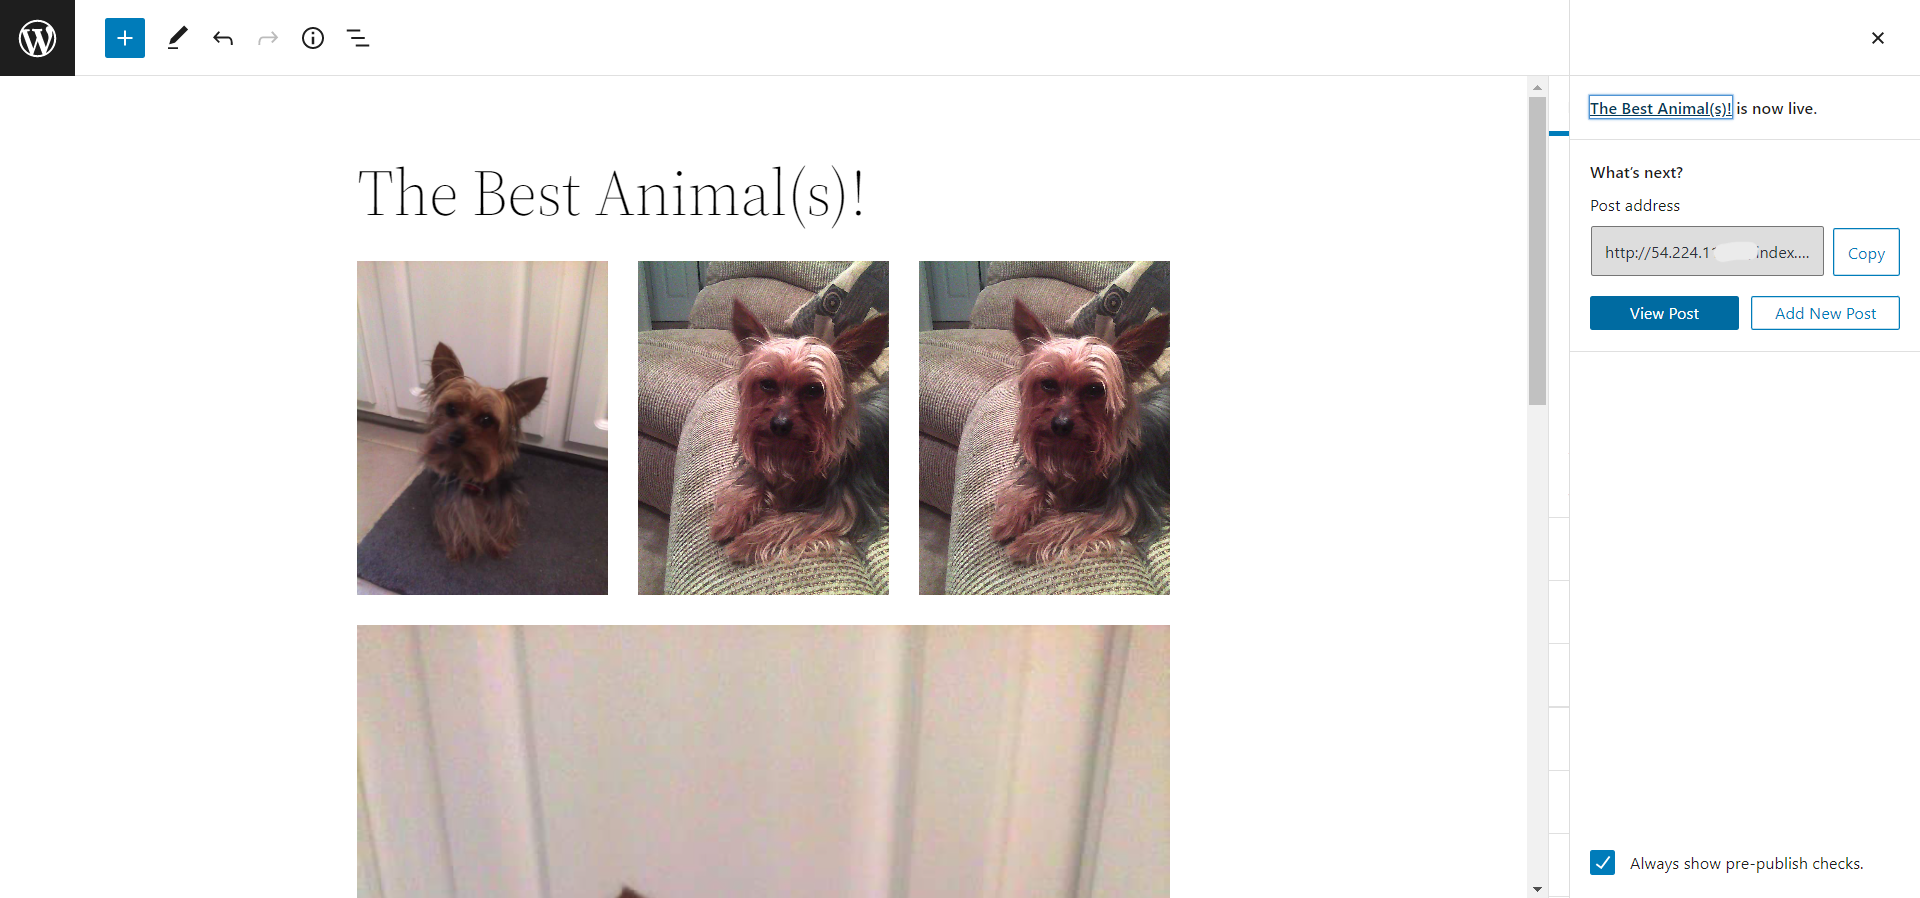 The Best Animal(s)! is now live.
The Best Animal(s)!
What's next?
Post address
http://54.224.1 index....
Copy
View Post
Add New Post
Always show pre-publish checks.